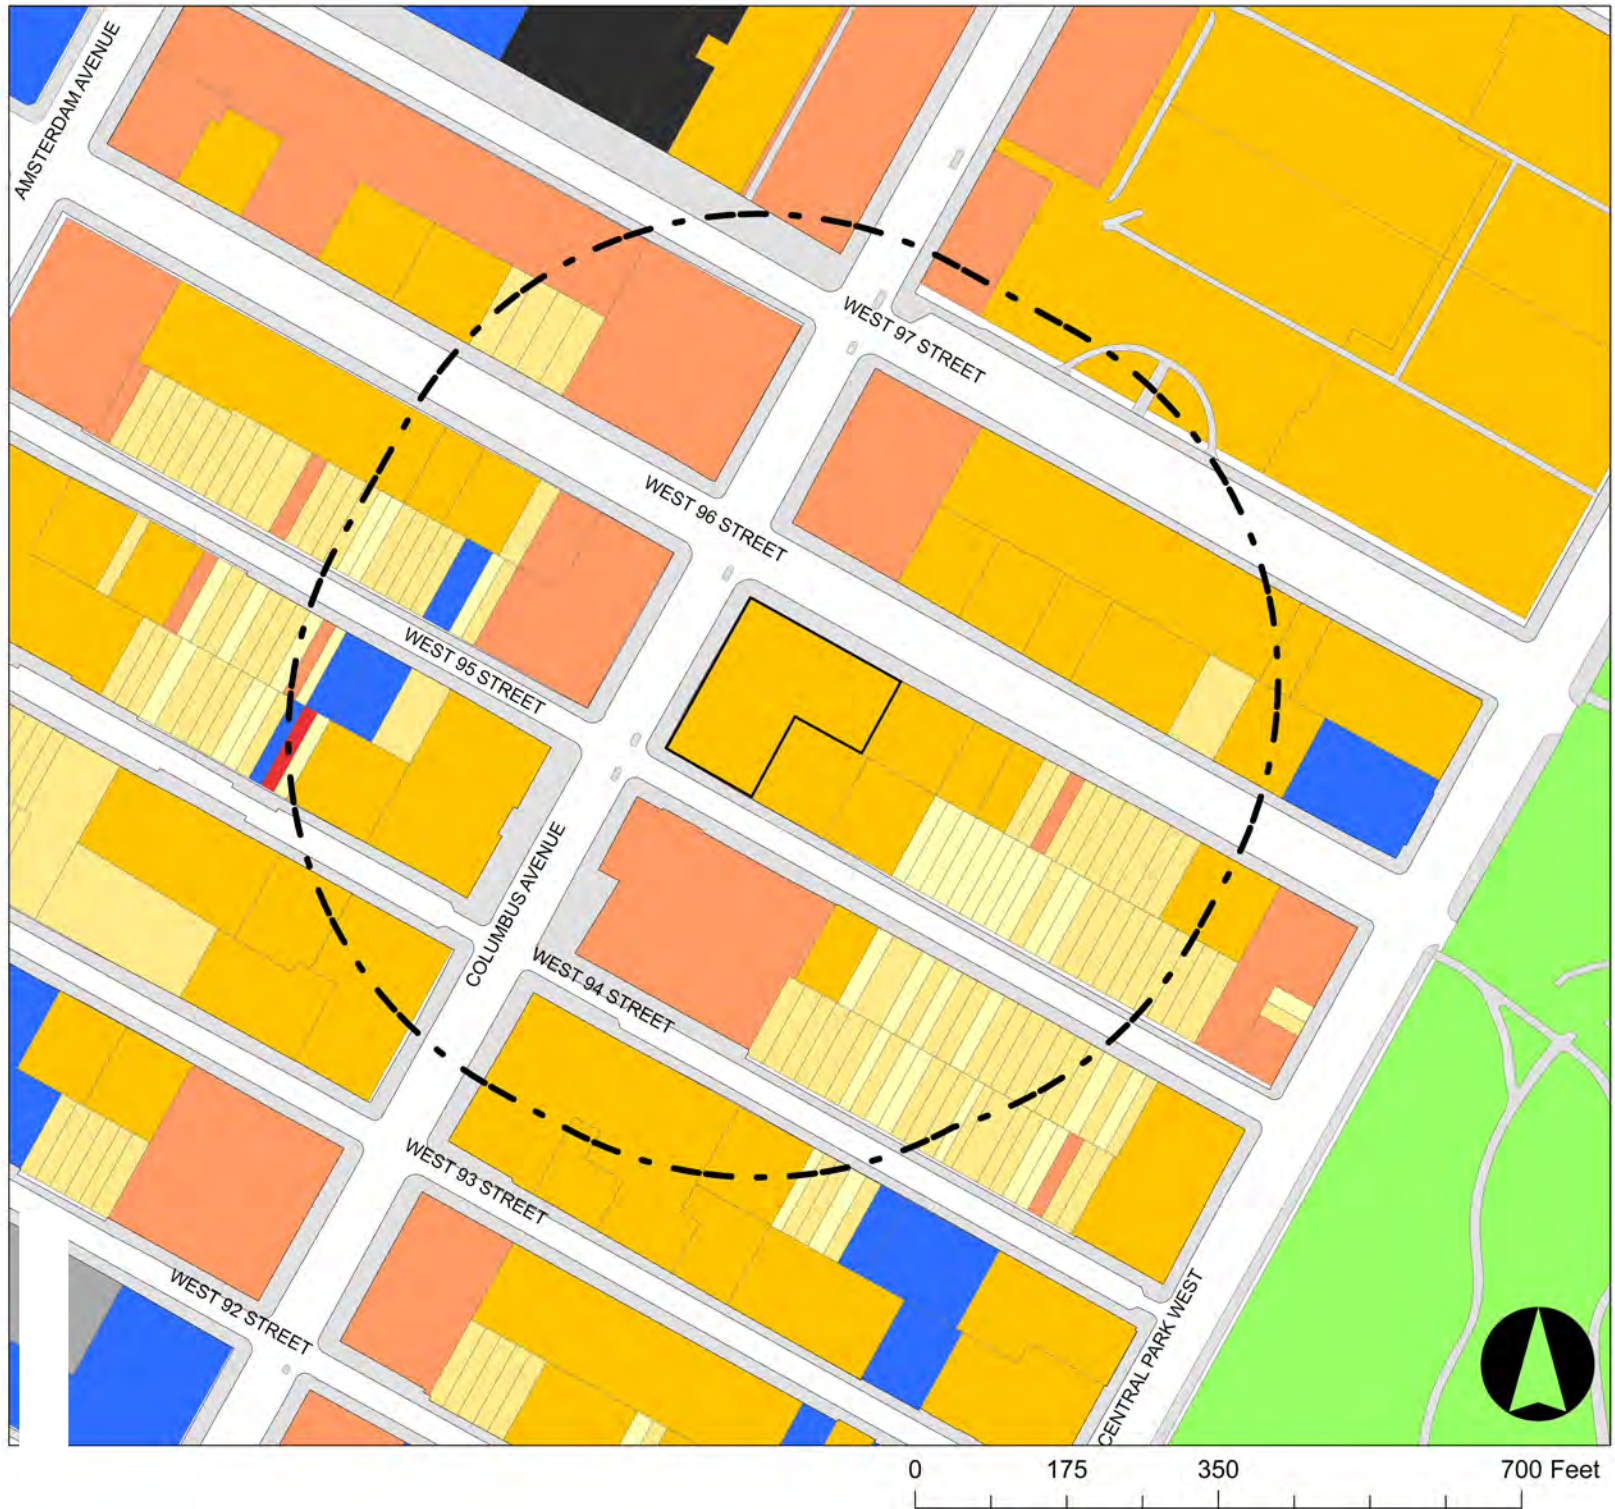 AMSTERDAM AVENUE
WEST 97 STREET
WEST 96 STREET
WEST 95 STREET
COLUMBUS AVENUE
WEST 94 STREET
WEST 93 STREET
WEST 92 STREET
CENTRAL PARK WEST
0 175 350 700 Feet